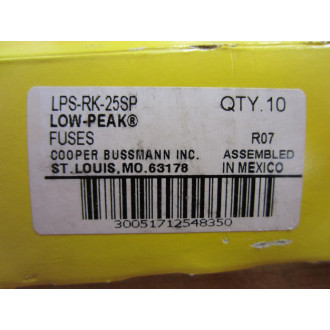 LPS-RK-25SP QTY.10
LOW-PEAK®
FUSES R07
COOPER BUSSMANN INC. ASSEMBLED
ST. LOUIS, MO. 63178 IN MEXICO
30051712548350